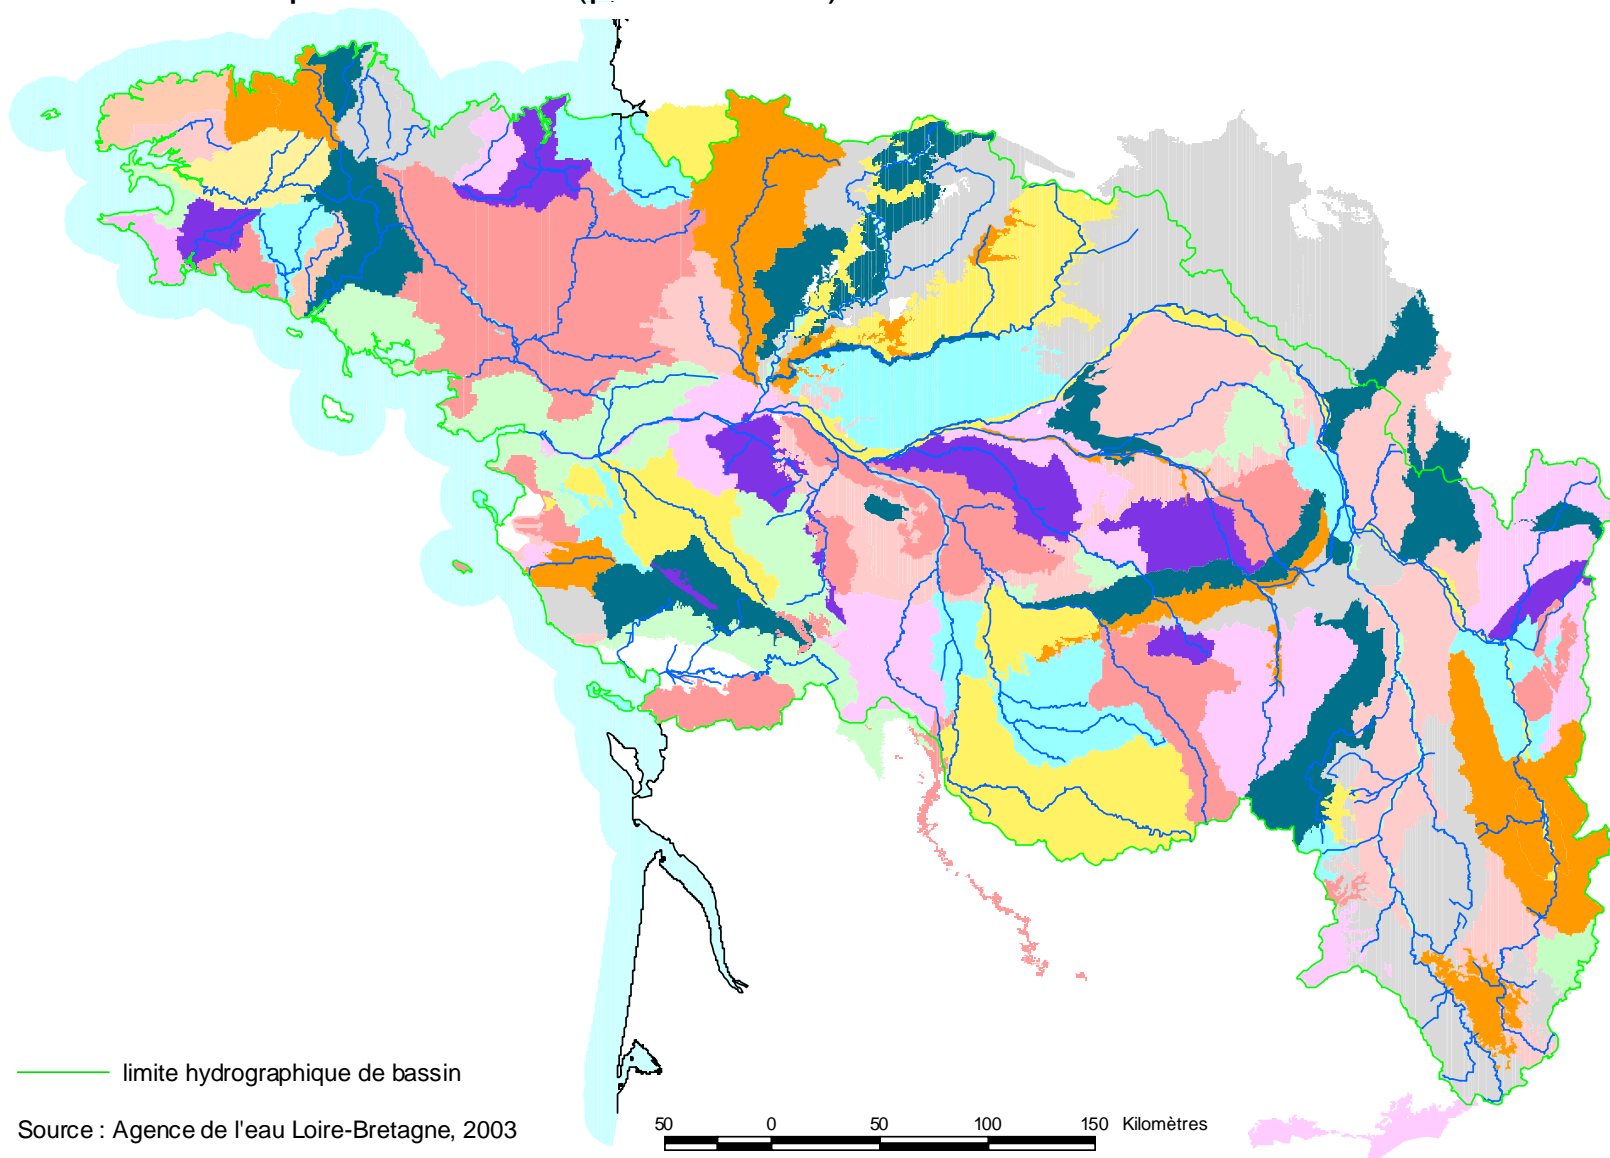 limite hydrographique de bassin
Source : Agence de l'eau Loire-Bretagne, 2003
50 0 50 100 150 Kilomètres